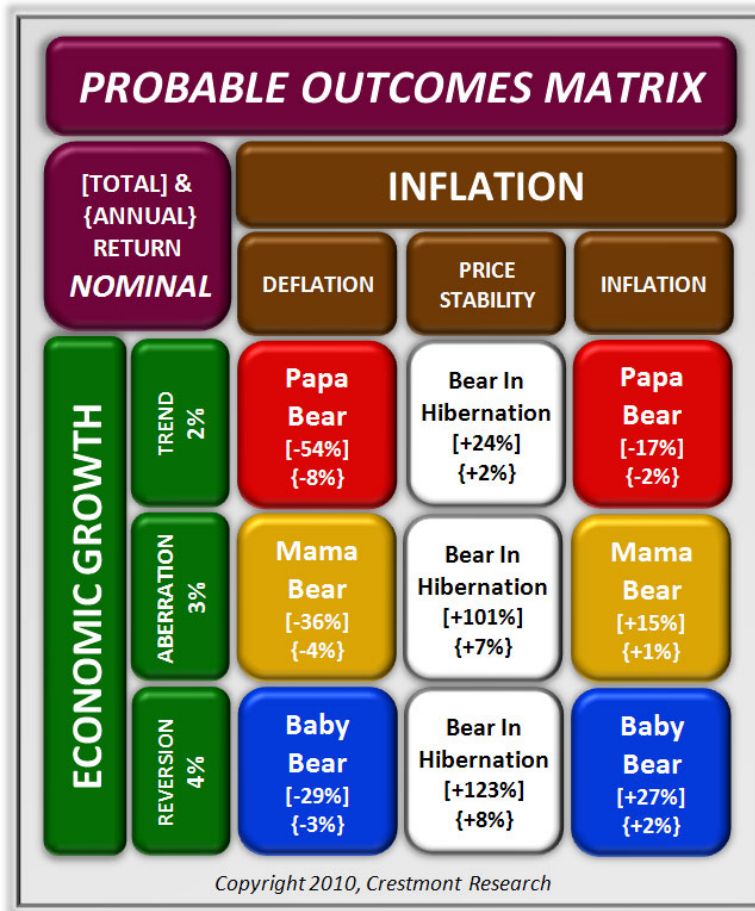 PROBABLE OUTCOMES MATRIX
[TOTAL] &
{ANNUAL}
RETURN
NOMINAL
INFLATION
DEFLATION
PRICE
STABILITY
INFLATION
ECONOMIC GROWTH
TREND
2%
Papa
Bear
[-54%]
{-8%}
Bear In
Hibernation
[+24%]
{+2%}
Papa
Bear
[-17%]
{-2%}
ABERRATION
3%
Mama
Bear
[-36%]
{-4%}
Bear In
Hibernation
[+101%]
{+7%}
Mama
Bear
[+15%]
{+1%}
REVERSION
4%
Baby
Bear
[-29%]
{-3%}
Bear In
Hibernation
[+123%]
{+8%}
Baby
Bear
[+27%]
{+2%}
Copyright 2010, Crestmont Research